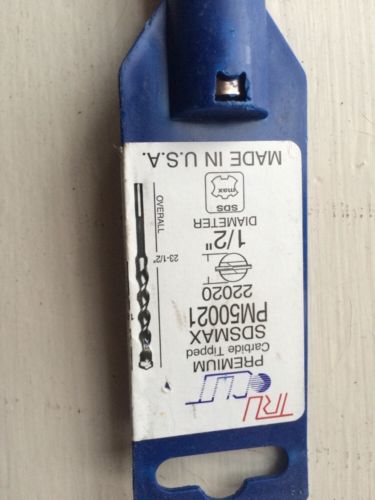 TRU
CUT
PREMIUM
Carbide Tipped
SDSMAX
PM50021
22020
1/2"
DIAMETER
SDS
max
MADE IN U.S.A.
23-1/2"
OVERALL